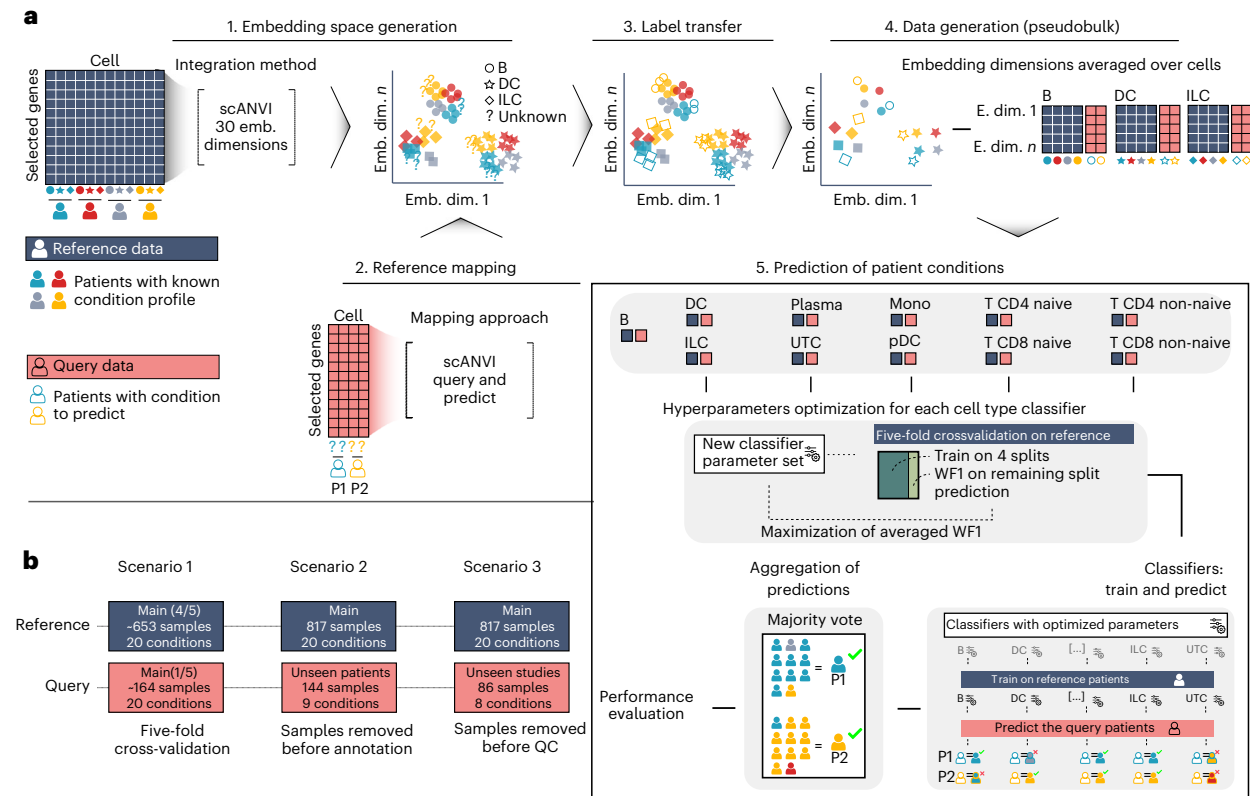 a
1. Embedding space generation
3. Label transfer
4. Data generation (pseudobulk)
Cell
Selected genes
Integration method
scANVI
30 emb.
dimensions
Emb. dim. n
Emb. dim. 1
B
DC
ILC
? Unknown
? ? ? ? ? ? ? ? ? ?
Emb. dim. n
Emb. dim. 1
Emb. dim. n
Emb. dim. 1
Embedding dimensions averaged over cells
B
DC
ILC
E. dim. 1
E. dim. n
Reference data
Patients with known
condition profile
Query data
Patients with condition
to predict
2. Reference mapping
Cell
Selected genes
Mapping approach
scANVI
query and
predict
? ? ? ?
P1 P2
5. Prediction of patient conditions
B
DC
Plasma
Mono
T CD4 naive
T CD4 non-naive
ILC
UTC
pDC
T CD8 naive
T CD8 non-naive
Hyperparameters optimization for each cell type classifier
New classifier
parameter set
Five-fold crossvalidation on reference
Train on 4 splits
WF1 on remaining split
prediction
Maximization of averaged WF1
Classifiers:
train and predict
Classifiers with optimized parameters
B
DC
[...]
ILC
UTC
Train on reference patients
B
DC
[...]
ILC
UTC
Predict the query patients
P1 = = = = =
P2 = = = = =
Aggregation of
predictions
Majority vote
=
P1
=
P2
Performance
evaluation
b
Scenario 1
Scenario 2
Scenario 3
Reference
Main (4/5)
~653 samples
20 conditions
Main
817 samples
20 conditions
Main
817 samples
20 conditions
Query
Main(1/5)
~164 samples
20 conditions
Unseen patients
144 samples
9 conditions
Unseen studies
86 samples
8 conditions
Five-fold
cross-validation
Samples removed
before annotation
Samples removed
before QC